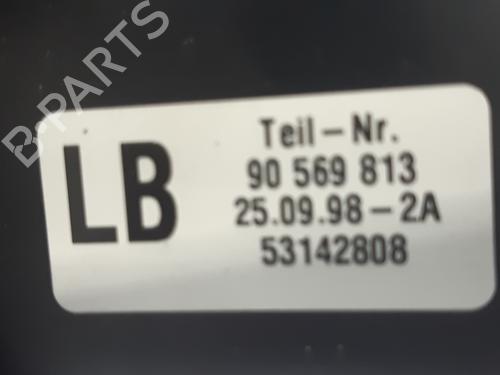 B-PARTS
LB
Teil-Nr.
90 569 813
25.09.98-2A
53142808